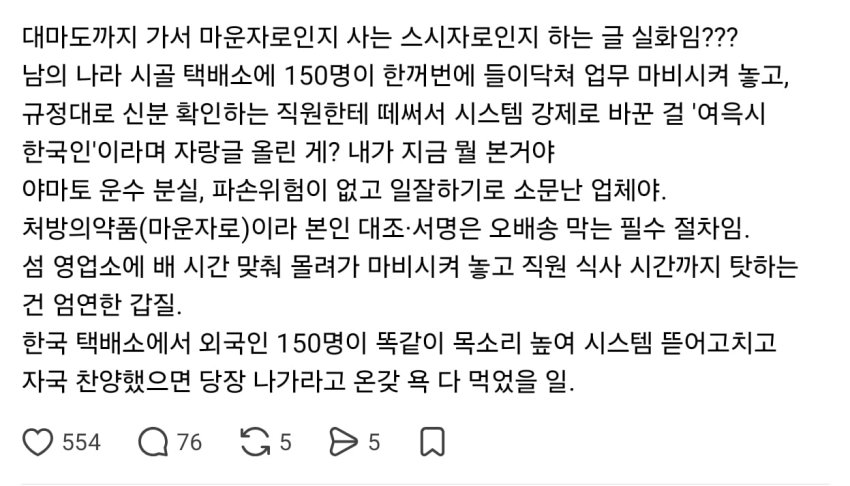 대마도까지 가서 마운자로인지 사는 스시자로인지 하는 글 실화임???
남의 나라 시골 택배소에 150명이 한꺼번에 들이닥쳐 업무 마비시켜 놓고,
규정대로 신분 확인하는 직원한테 떼써서 시스템 강제로 바꾼 걸 '여윽시
한국인'이라며 자랑글 올린 게? 내가 지금 뭘 본거야
야마토 운수 분실, 파손위험이 없고 일잘하기로 소문난 업체야.
처방의약품(마운자로)이라 본인 대조·서명은 오배송 막는 필수 절차임.
섬 영업소에 배 시간 맞춰 몰려가 마비시켜 놓고 직원 식사 시간까지 탓하는
건 엄연한 갑질.
한국 택배소에서 외국인 150명이 똑같이 목소리 높여 시스템 뜯어고치고
자국 찬양했으면 당장 나가라고 온갖 욕 다 먹었을 일.
554 76 5 5